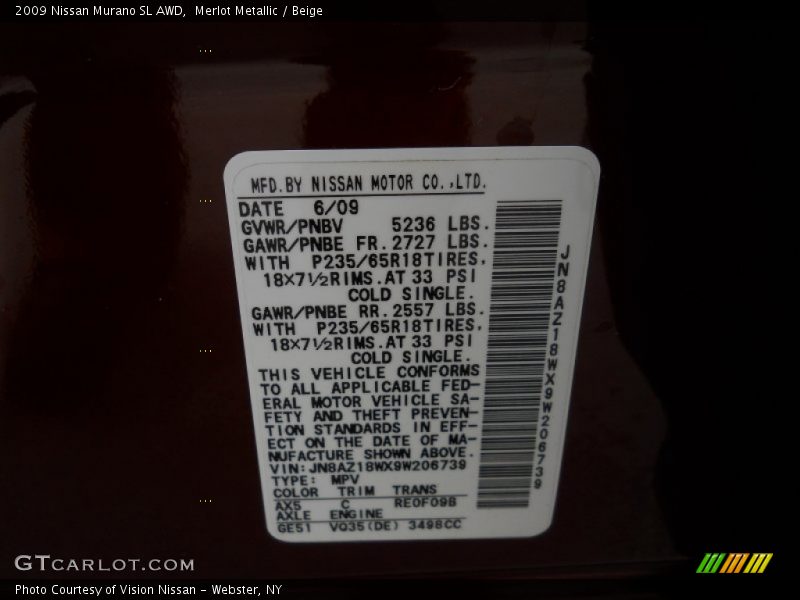 2009 Nissan Murano SL AWD,  Merlot Metallic / Beige
MFD.BY NISSAN MOTOR CO.,LTD.
DATE 6/09
GVWR/PNBV 5236 LBS.
GAWR/PNBE FR. 2727 LBS.
WITH P235/65R18TIRES,
18×7½RIMS.AT 33 PSI
COLD SINGLE.
GAWR/PNBE RR. 2557 LBS.
WITH P235/65R18TIRES,
18×7½RIMS.AT 33 PSI
COLD SINGLE.
THIS VEHICLE CONFORMS
TO ALL APPLICABLE FED-
ERAL MOTOR VEHICLE SA-
FETY AND THEFT PREVEN-
TION STANDARDS IN EFF-
ECT ON THE DATE OF MA-
NUFACTURE SHOWN ABOVE.
VIN:JN8AZ18WX9W206739
TYPE: MPV
COLOR TRIM TRANS
AX5 C RE0F09B
AXLE ENGINE
GE51 VQ35(DE) 3498CC
JN8AZ18WX9W206739
GTCARLOT.COM
Photo Courtesy of Vision Nissan - Webster, NY